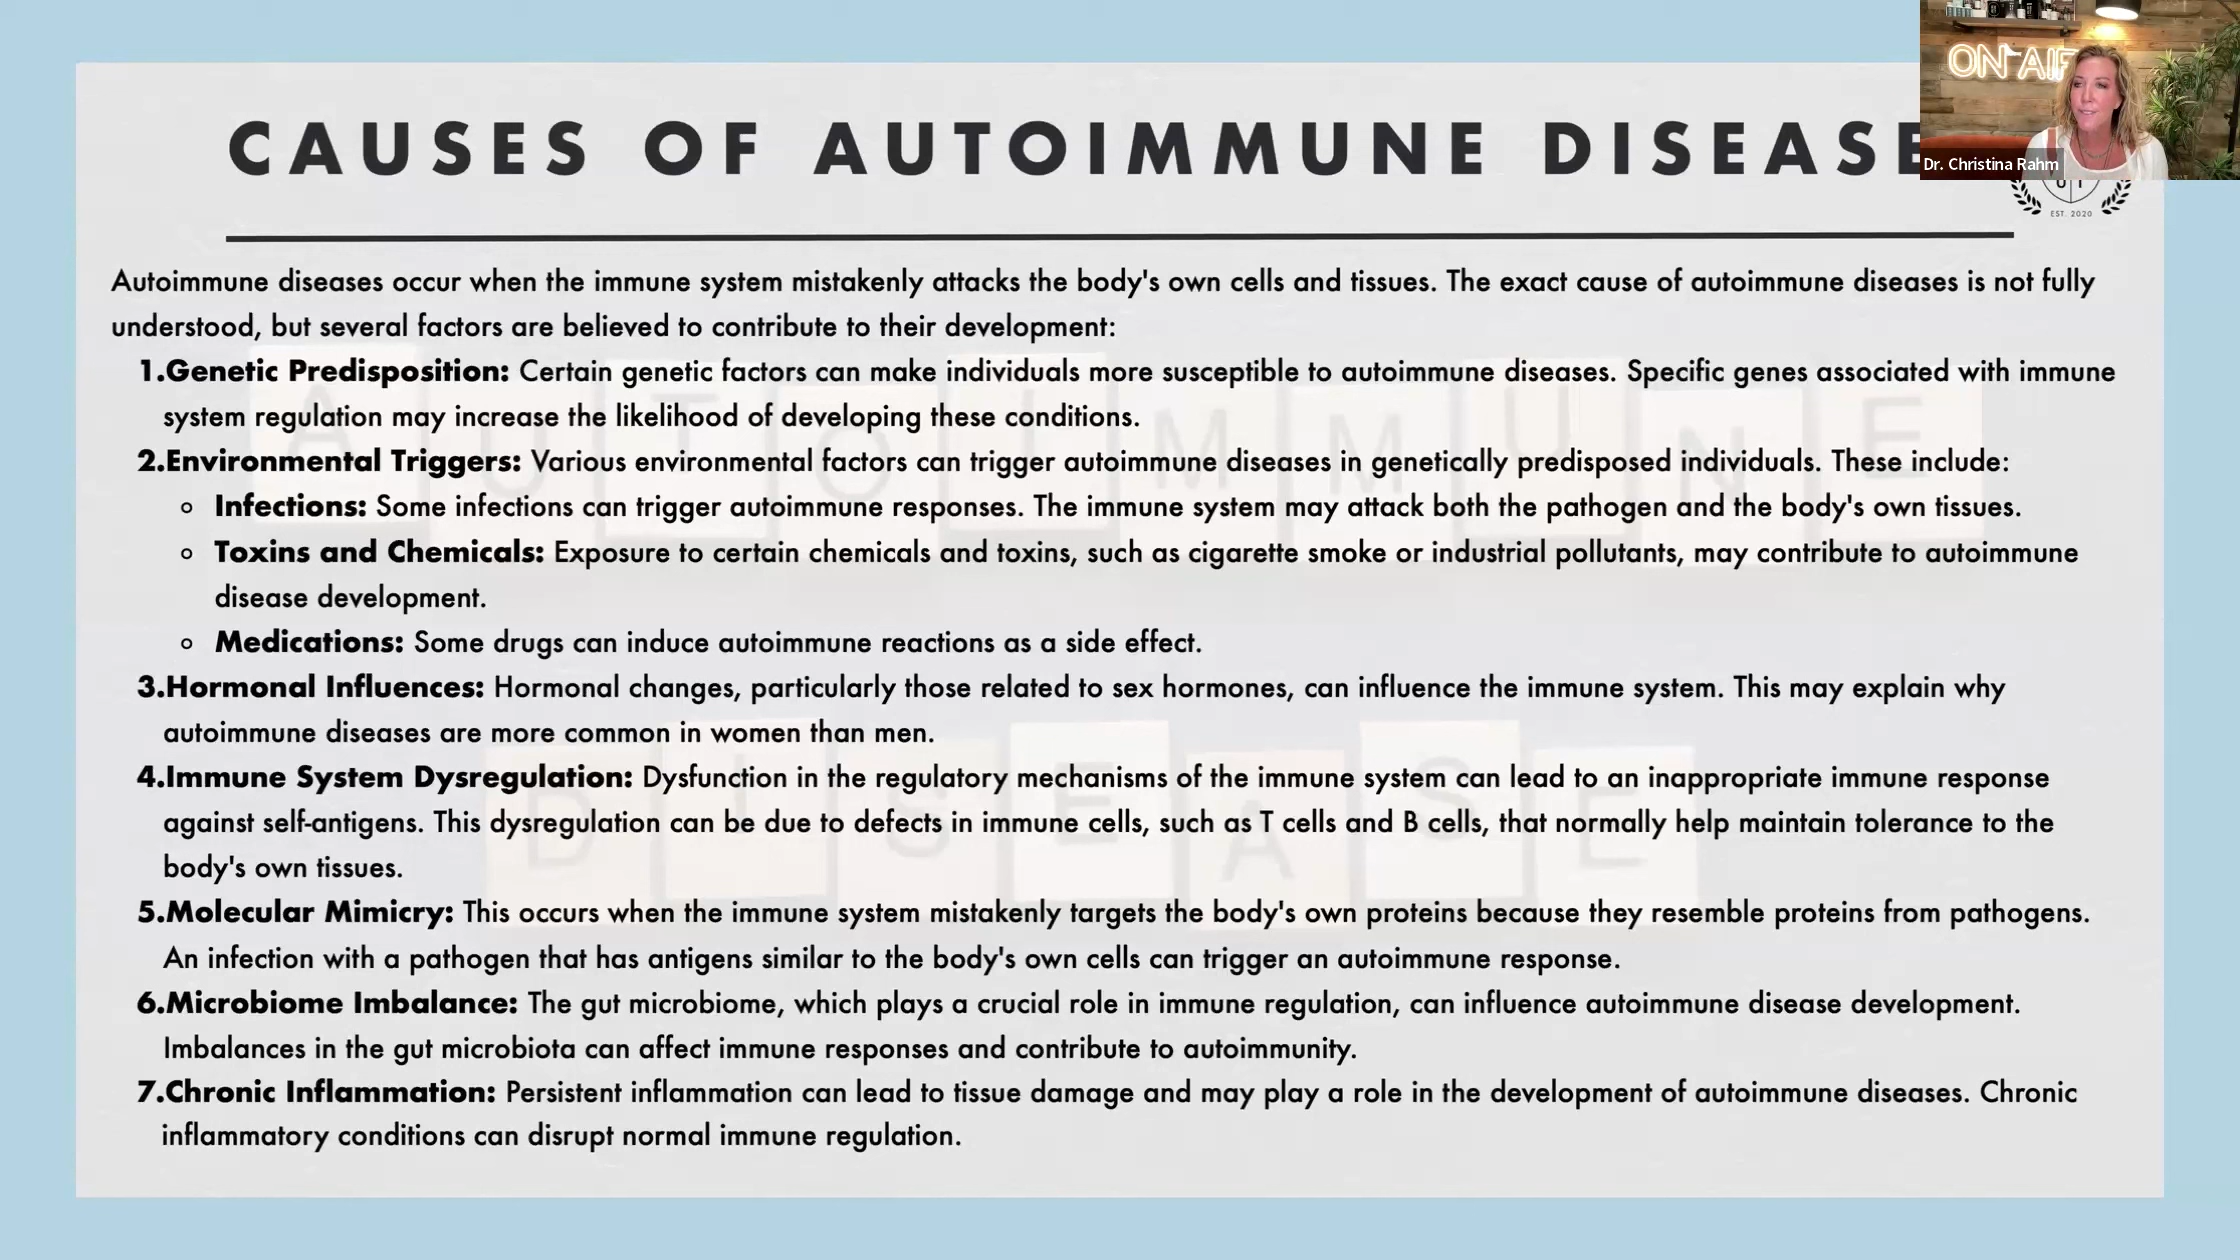 CAUSES OF AUTOIMMUNE DISEASE
ON AIR
Dr. Christina Rahm
U T
EST. 2020
Autoimmune diseases occur when the immune system mistakenly attacks the body's own cells and tissues. The exact cause of autoimmune diseases is not fully
understood, but several factors are believed to contribute to their development:
1.Genetic Predisposition: Certain genetic factors can make individuals more susceptible to autoimmune diseases. Specific genes associated with immune
system regulation may increase the likelihood of developing these conditions.
2.Environmental Triggers: Various environmental factors can trigger autoimmune diseases in genetically predisposed individuals. These include:
◦ Infections: Some infections can trigger autoimmune responses. The immune system may attack both the pathogen and the body's own tissues.
◦ Toxins and Chemicals: Exposure to certain chemicals and toxins, such as cigarette smoke or industrial pollutants, may contribute to autoimmune
disease development.
◦ Medications: Some drugs can induce autoimmune reactions as a side effect.
3.Hormonal Influences: Hormonal changes, particularly those related to sex hormones, can influence the immune system. This may explain why
autoimmune diseases are more common in women than men.
4.Immune System Dysregulation: Dysfunction in the regulatory mechanisms of the immune system can lead to an inappropriate immune response
against self-antigens. This dysregulation can be due to defects in immune cells, such as T cells and B cells, that normally help maintain tolerance to the
body's own tissues.
5.Molecular Mimicry: This occurs when the immune system mistakenly targets the body's own proteins because they resemble proteins from pathogens.
An infection with a pathogen that has antigens similar to the body's own cells can trigger an autoimmune response.
6.Microbiome Imbalance: The gut microbiome, which plays a crucial role in immune regulation, can influence autoimmune disease development.
Imbalances in the gut microbiota can affect immune responses and contribute to autoimmunity.
7.Chronic Inflammation: Persistent inflammation can lead to tissue damage and may play a role in the development of autoimmune diseases. Chronic
inflammatory conditions can disrupt normal immune regulation.
AUTOIMMUNE
DISEASE